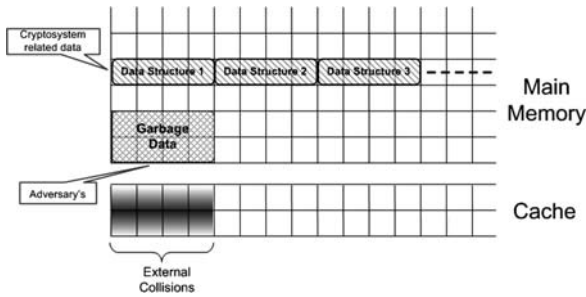 Cryptosystem
related data
Data Structure 1 Data Structure 2 Data Structure 3
Main
Memory
Garbage
Data
Adversary's
Cache
External
Collisions